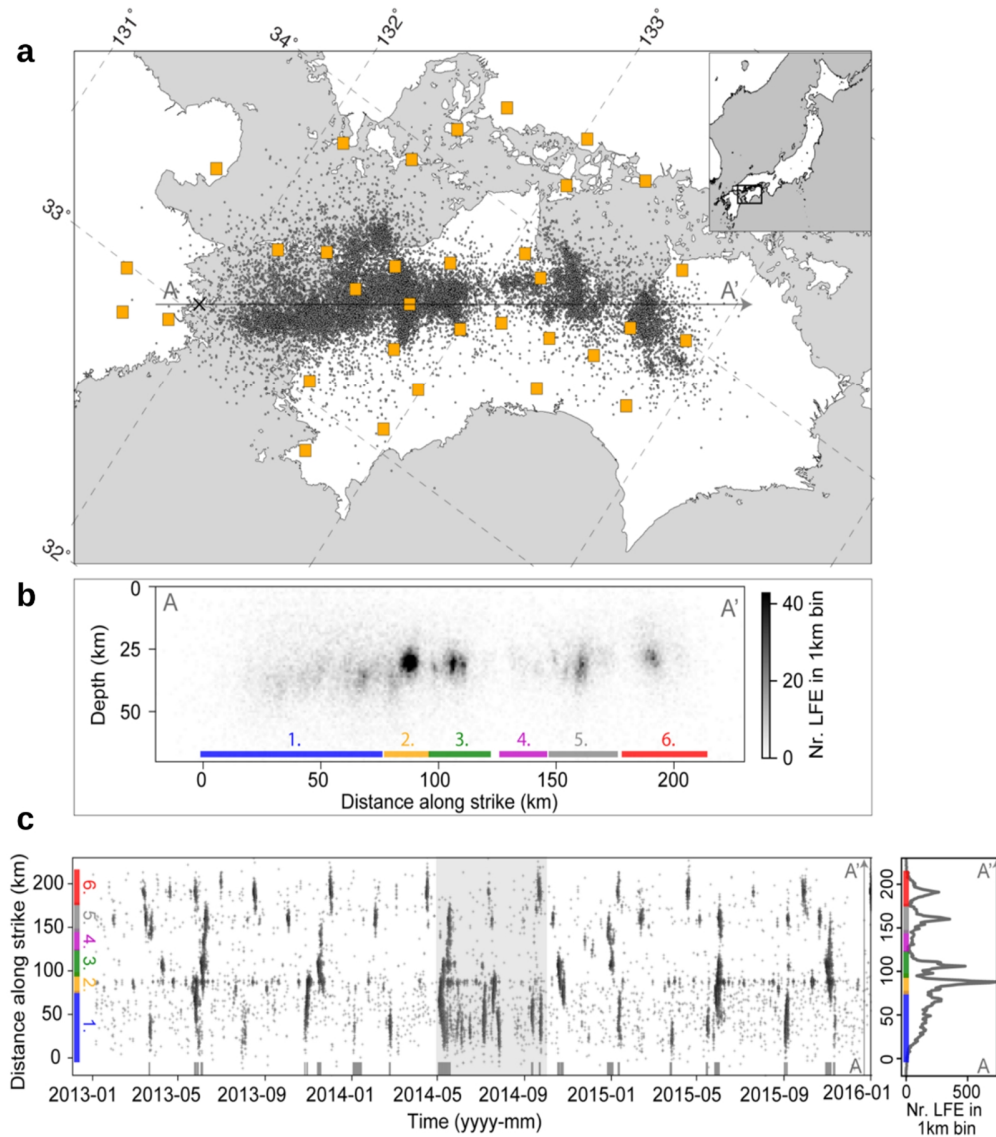 a
131°
34°
132°
133°
33°
A
A'
32°
b
A
A'
0
25
50
Depth (km)
1.
2.
3.
4.
5.
6.
0
50
100
150
200
Distance along strike (km)
40
20
0
Nr. LFE in 1km bin
c
Distance along strike (km)
200
150
100
50
0
6.
5.
4.
3.
2.
1.
A'
A
2013-01
2013-05
2013-09
2014-01
2014-05
2014-09
2015-01
2015-05
2015-09
2016-01
Time (yyyy-mm)
A'
200
150
100
50
0
A
0
500
Nr. LFE in
1km bin